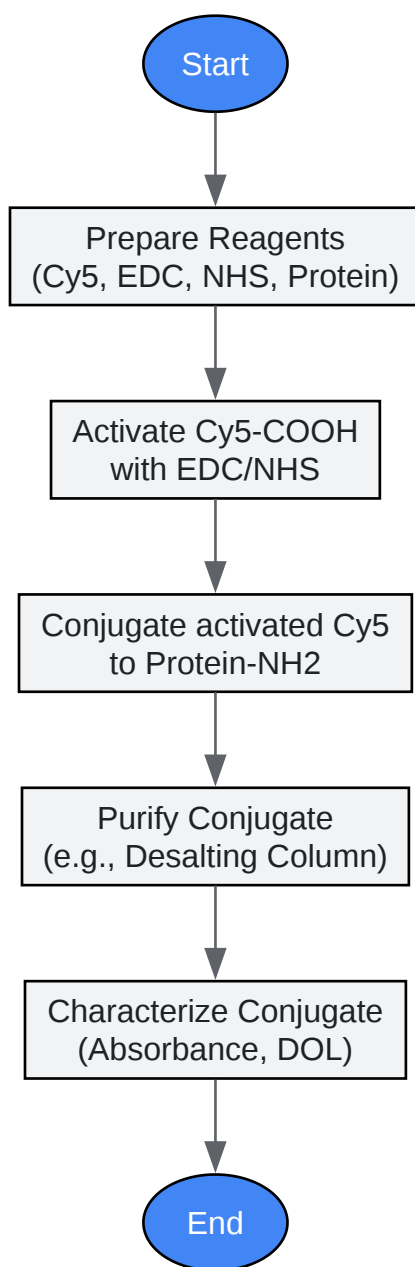 Start
Prepare Reagents
(Cy5, EDC, NHS, Protein)
Activate Cy5-COOH
with EDC/NHS
Conjugate activated Cy5
to Protein-NH2
Purify Conjugate
(e.g., Desalting Column)
Characterize Conjugate
(Absorbance, DOL)
End